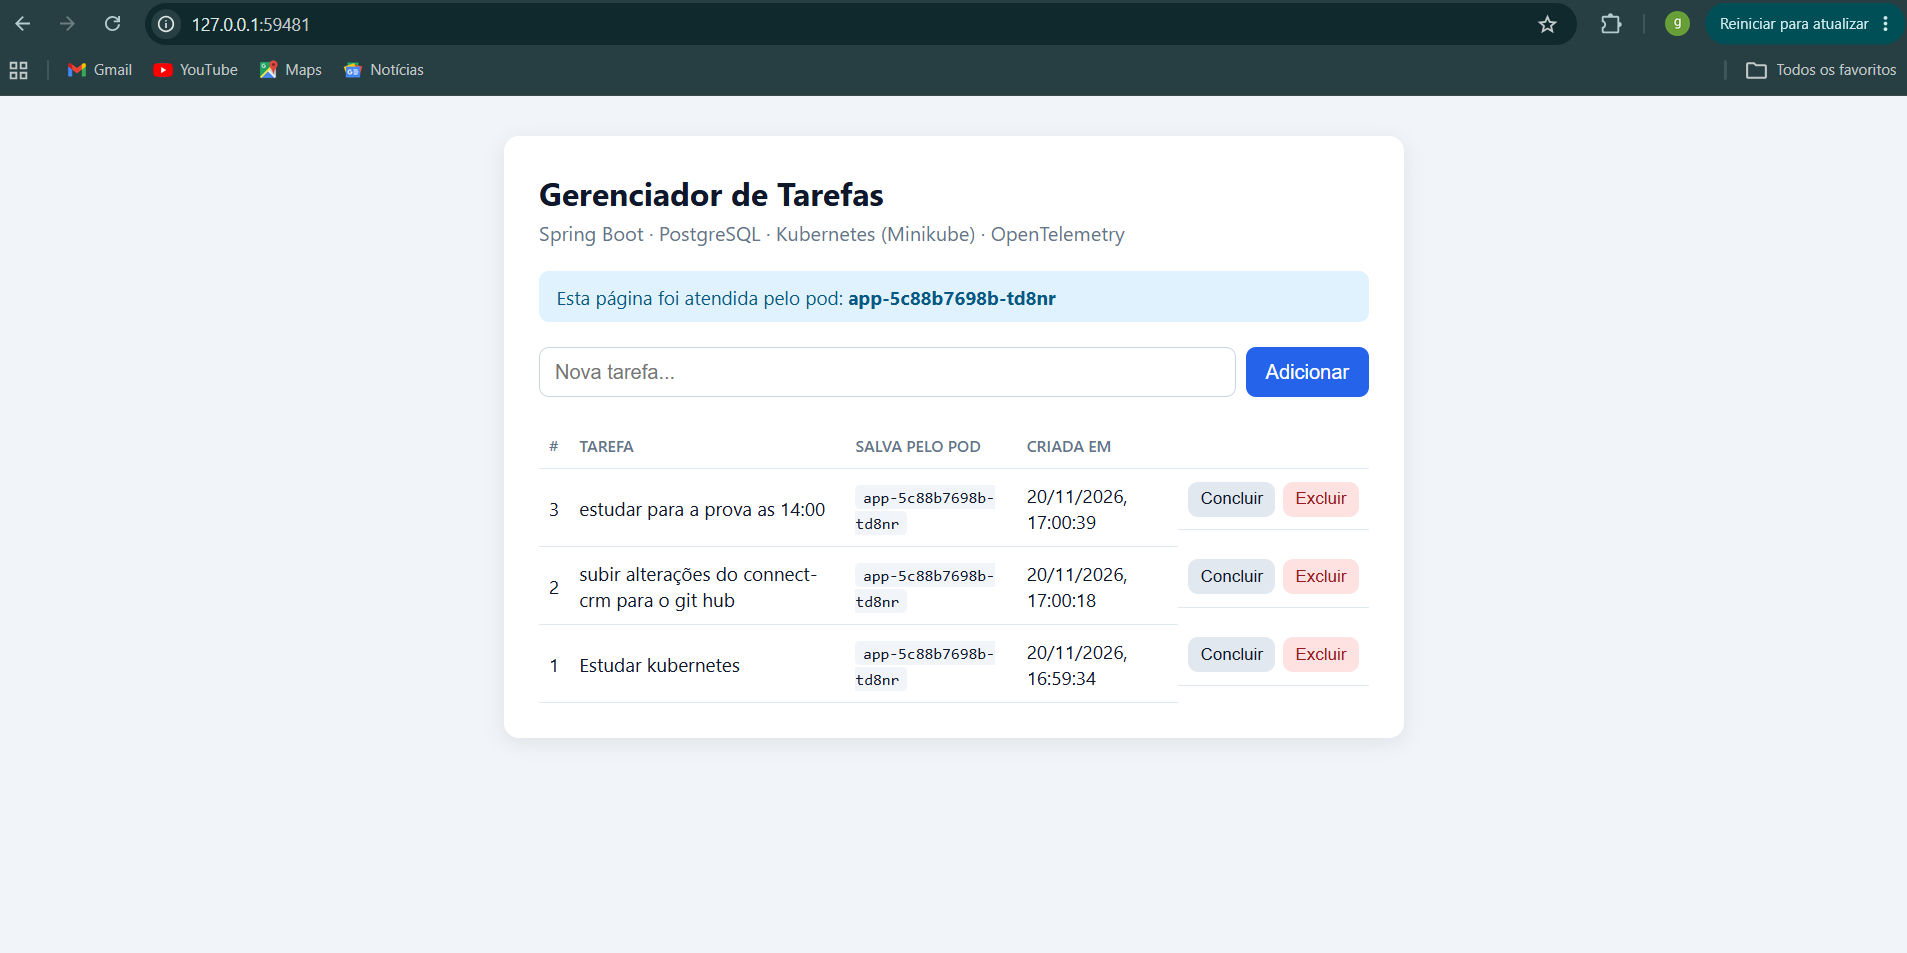 127.0.0.1:59481
g
Reiniciar para atualizar
Gmail
YouTube
Maps
Notícias
Todos os favoritos
Gerenciador de Tarefas
Spring Boot · PostgreSQL · Kubernetes (Minikube) · OpenTelemetry
Esta página foi atendida pelo pod: app-5c88b7698b-td8nr
Nova tarefa...
Adicionar
# TAREFA SALVA PELO POD CRIADA EM
3 estudar para a prova as 14:00
app-5c88b7698b-
td8nr
20/11/2026,
17:00:39
Concluir Excluir
2
subir alterações do connect-
crm para o git hub
app-5c88b7698b-
td8nr
20/11/2026,
17:00:18
Concluir Excluir
1 Estudar kubernetes
app-5c88b7698b-
td8nr
20/11/2026,
16:59:34
Concluir Excluir